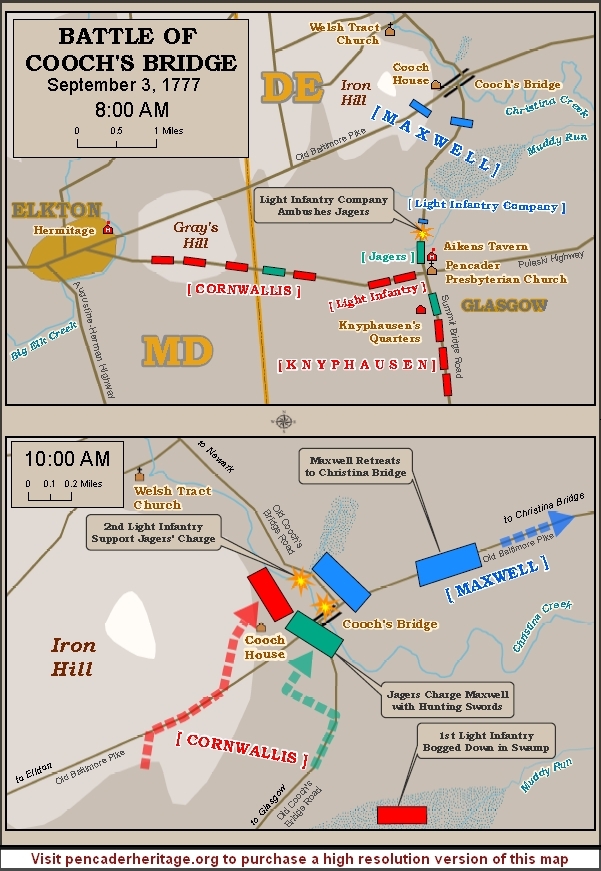 BATTLE OF
COOCH'S BRIDGE
September 3, 1777
8:00 AM
0 0.5 1 Miles
Welsh Tract
Church
DE
Iron
Hill
Cooch
House
Cooch's Bridge
Christina Creek
[ MAXWELL ]
Old Baltimore Pike
Muddy Run
Light Infantry Company
Ambushes Jagers
[ Light Infantry Company ]
ELKTON
Hermitage
Gray's
Hill
[ Jagers ]
Aikens Tavern
Pencader
Presbyterian Church
Pulaski Highway
[ CORNWALLIS ]
[ Light Infantry ]
GLASGOW
Knyphausen's
Quarters
Summit Bridge Road
Big Elk Creek
Augustine-Herman Highway
MD
[ KNYPHAUSEN ]
10:00 AM
0 0.1 0.2 Miles
to Newark
Welsh Tract
Church
Maxwell Retreats
to Christina Bridge
2nd Light Infantry
Support Jagers' Charge
Old Cooch's
Bridge Road
to Christina Bridge
Old Baltimore Pike
[ MAXWELL ]
Cooch's Bridge
Christina Creek
Iron
Hill
Cooch
House
Jagers Charge Maxwell
with Hunting Swords
[ CORNWALLIS ]
1st Light Infantry
Bogged Down in Swamp
to Elkton
Old Baltimore Pike
to Glasgow
Old Cooch's
Bridge Road
Muddy Run
Visit pencaderheritage.org to purchase a high resolution version of this map